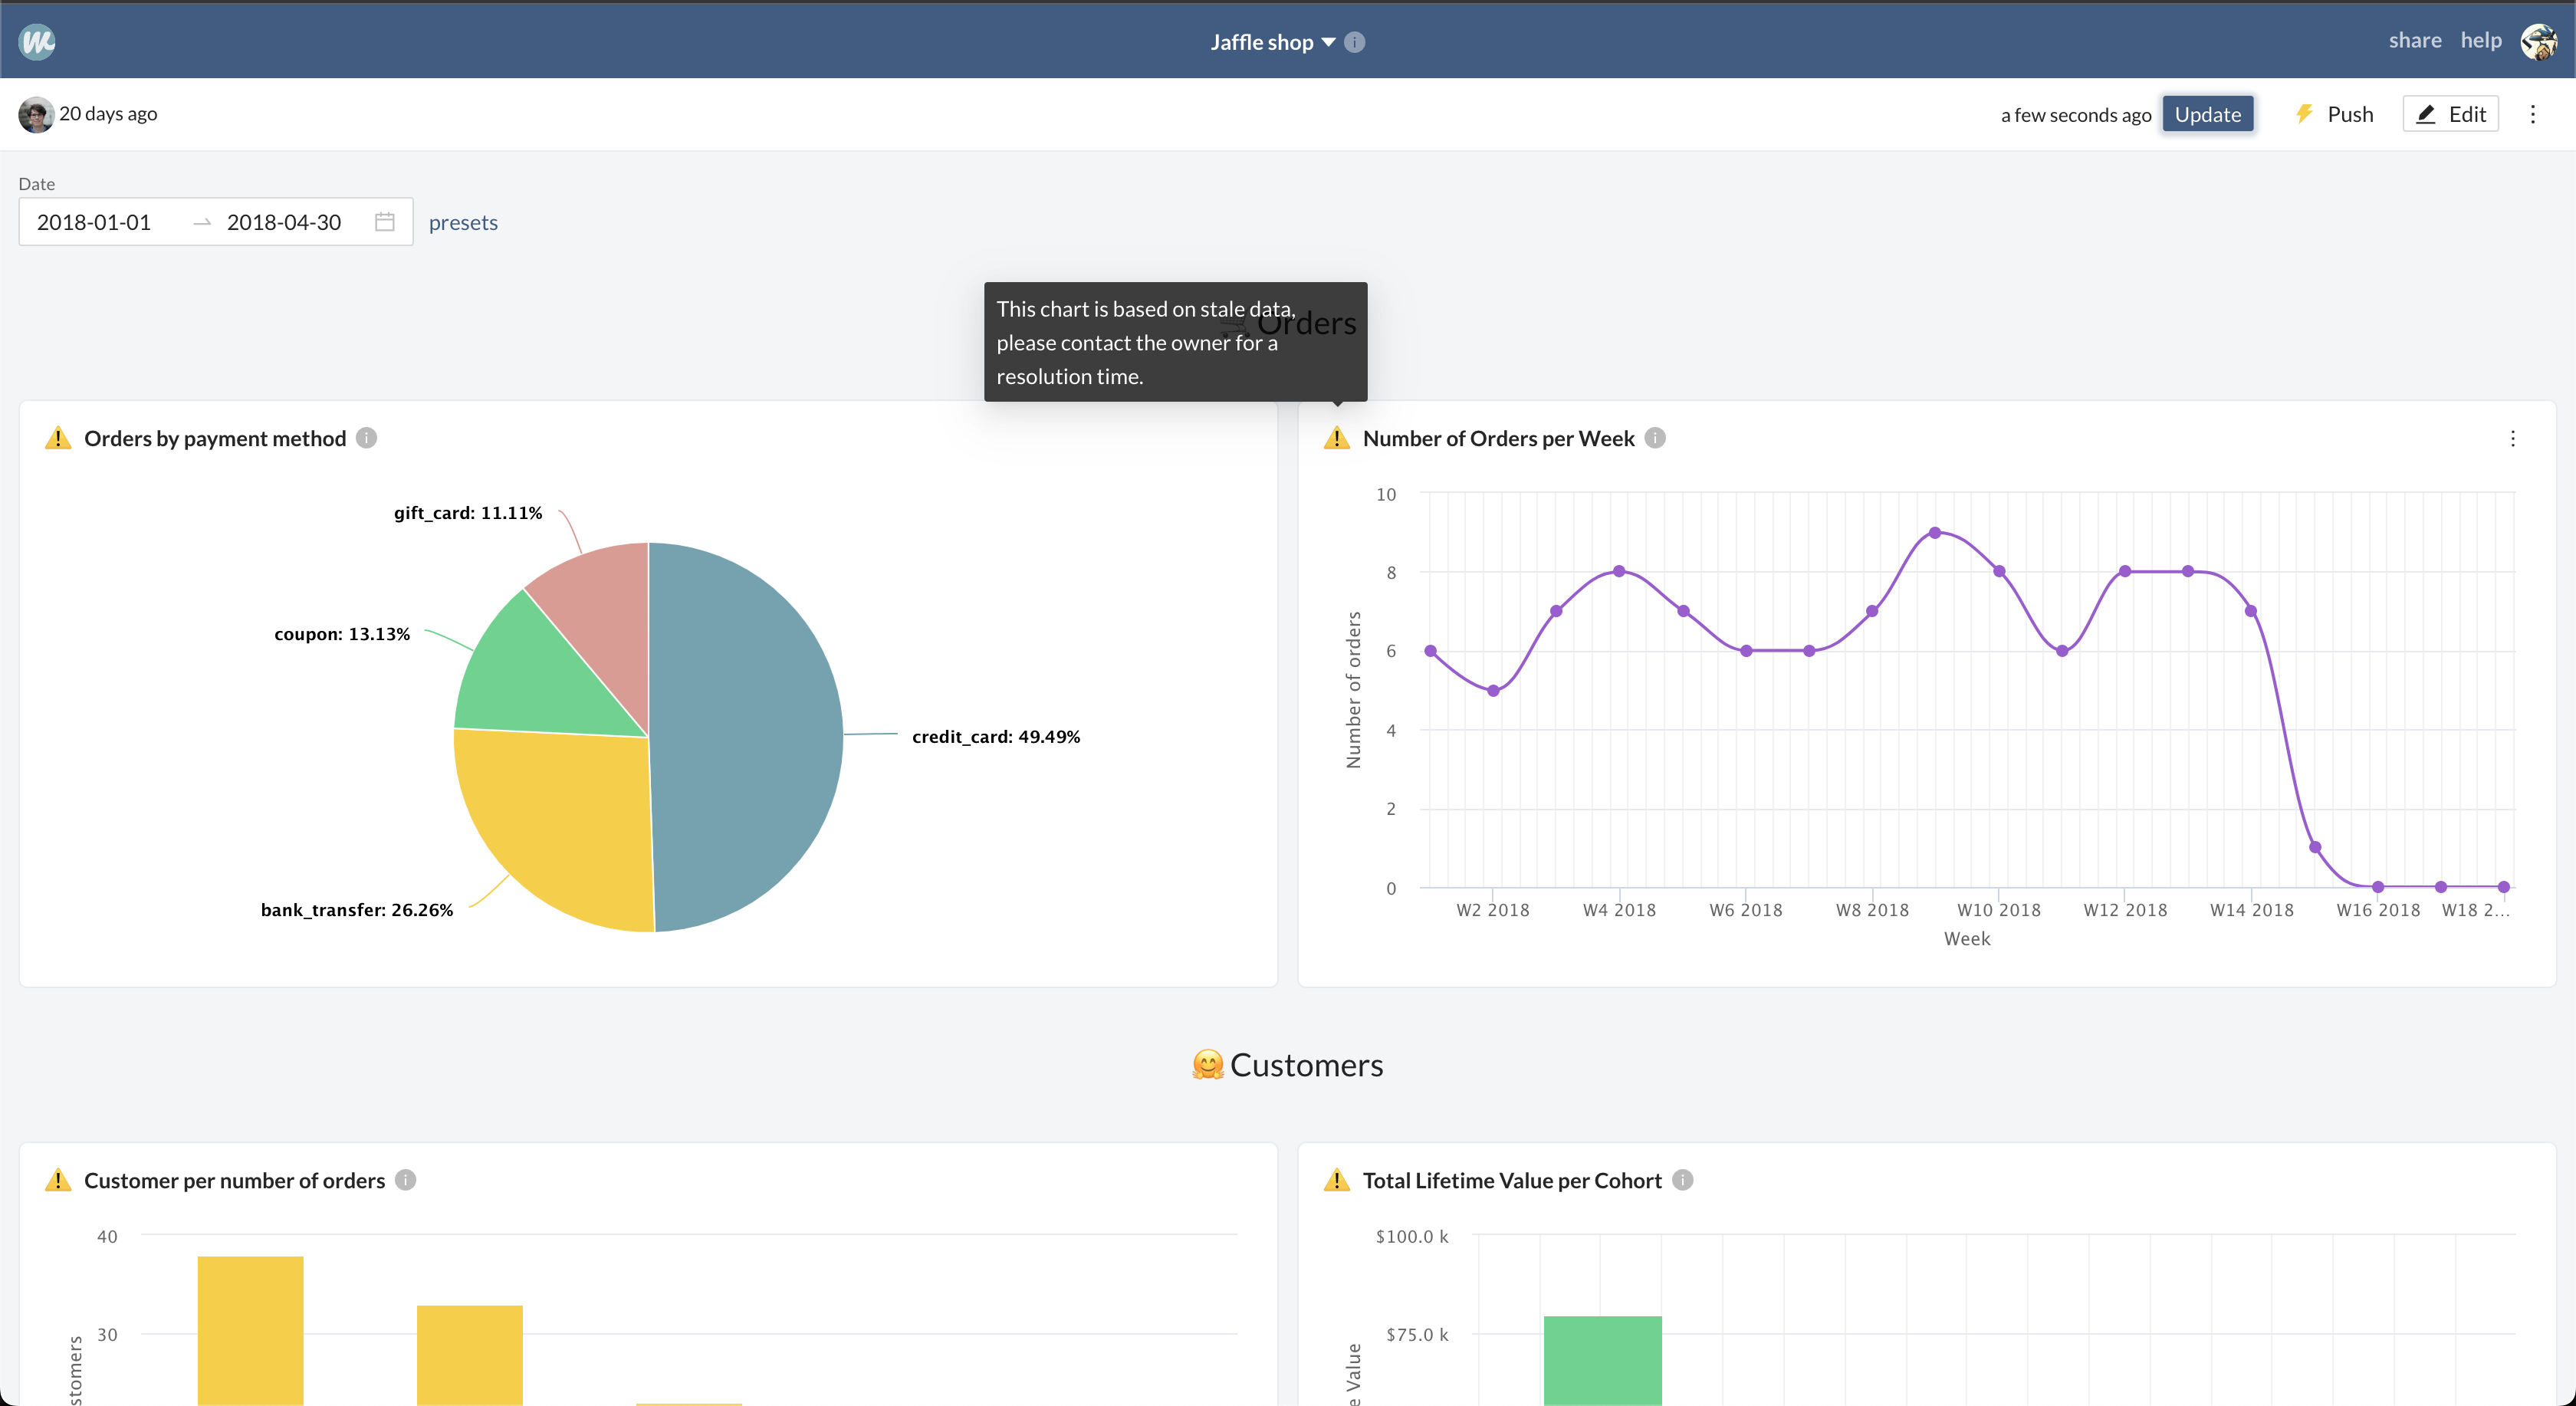 Jaffle shop
share help
20 days ago
a few seconds ago Update Push Edit
Date
2018-01-01 → 2018-04-30 presets
This chart is based on stale data,
please contact the owner for a
resolution time.
Orders
Orders by payment method
gift_card: 11.11%
coupon: 13.13%
credit_card: 49.49%
bank_transfer: 26.26%
Number of Orders per Week
10
8
6
4
2
0
Number of orders
W2 2018 W4 2018 W6 2018 W8 2018 W10 2018 W12 2018 W14 2018 W16 2018 W18 2...
Week
Customers
Customer per number of orders
40
30
stomers
Total Lifetime Value per Cohort
$100.0 k
$75.0 k
e Value